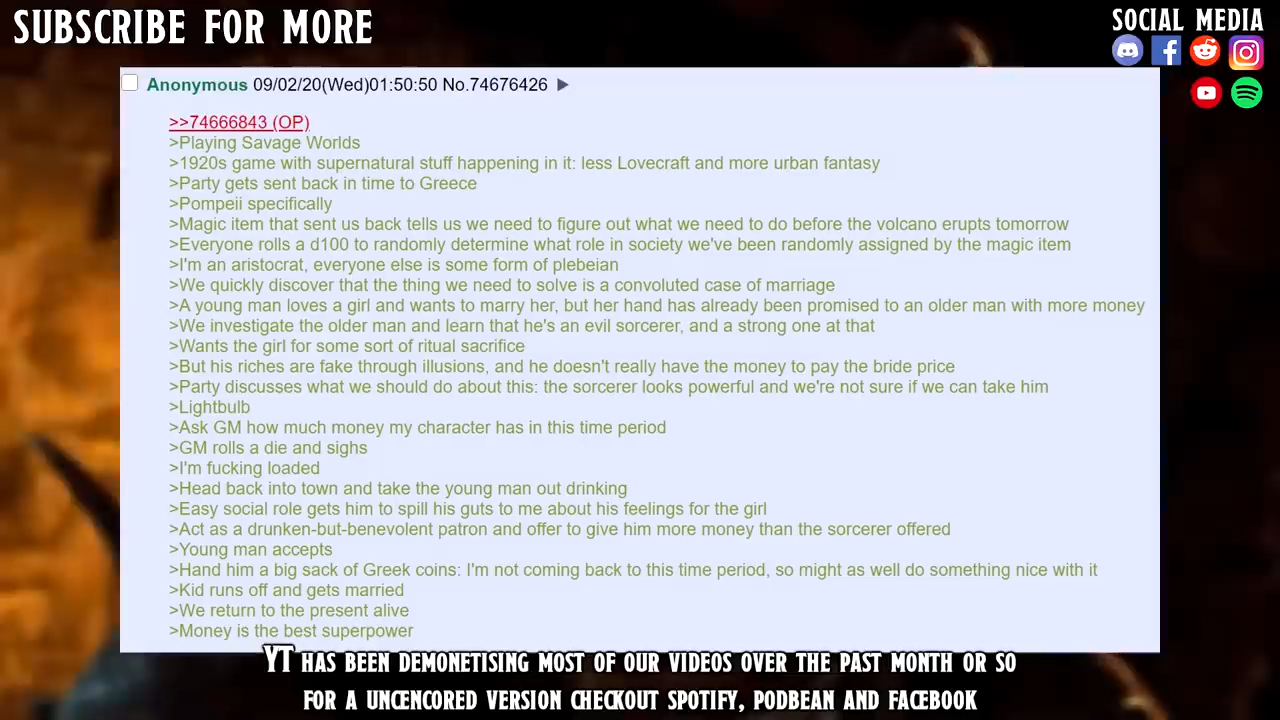 SUBSCRIBE FOR MORE
SOCIAL MEDIA
Anonymous 09/02/20(Wed)01:50:50 No.74676426
>>74666843 (OP)
>Playing Savage Worlds
>1920s game with supernatural stuff happening in it: less Lovecraft and more urban fantasy
>Party gets sent back in time to Greece
>Pompeii specifically
>Magic item that sent us back tells us we need to figure out what we need to do before the volcano erupts tomorrow
>Everyone rolls a d100 to randomly determine what role in society we've been randomly assigned by the magic item
>I'm an aristocrat, everyone else is some form of plebeian
>We quickly discover that the thing we need to solve is a convoluted case of marriage
>A young man loves a girl and wants to marry her, but her hand has already been promised to an older man with more money
>We investigate the older man and learn that he's an evil sorcerer, and a strong one at that
>Wants the girl for some sort of ritual sacrifice
>But his riches are fake through illusions, and he doesn't really have the money to pay the bride price
>Party discusses what we should do about this: the sorcerer looks powerful and we're not sure if we can take him
>Lightbulb
>Ask GM how much money my character has in this time period
>GM rolls a die and sighs
>I'm fucking loaded
>Head back into town and take the young man out drinking
>Easy social role gets him to spill his guts to me about his feelings for the girl
>Act as a drunken-but-benevolent patron and offer to give him more money than the sorcerer offered
>Young man accepts
>Hand him a big sack of Greek coins: I'm not coming back to this time period, so might as well do something nice with it
>Kid runs off and gets married
>We return to the present alive
>Money is the best superpower
YT HAS BEEN DEMONETISING MOST OF OUR VIDEOS OVER THE PAST MONTH OR SO
FOR A UNCENCORED VERSION CHECKOUT SPOTIFY, PODBEAN AND FACEBOOK